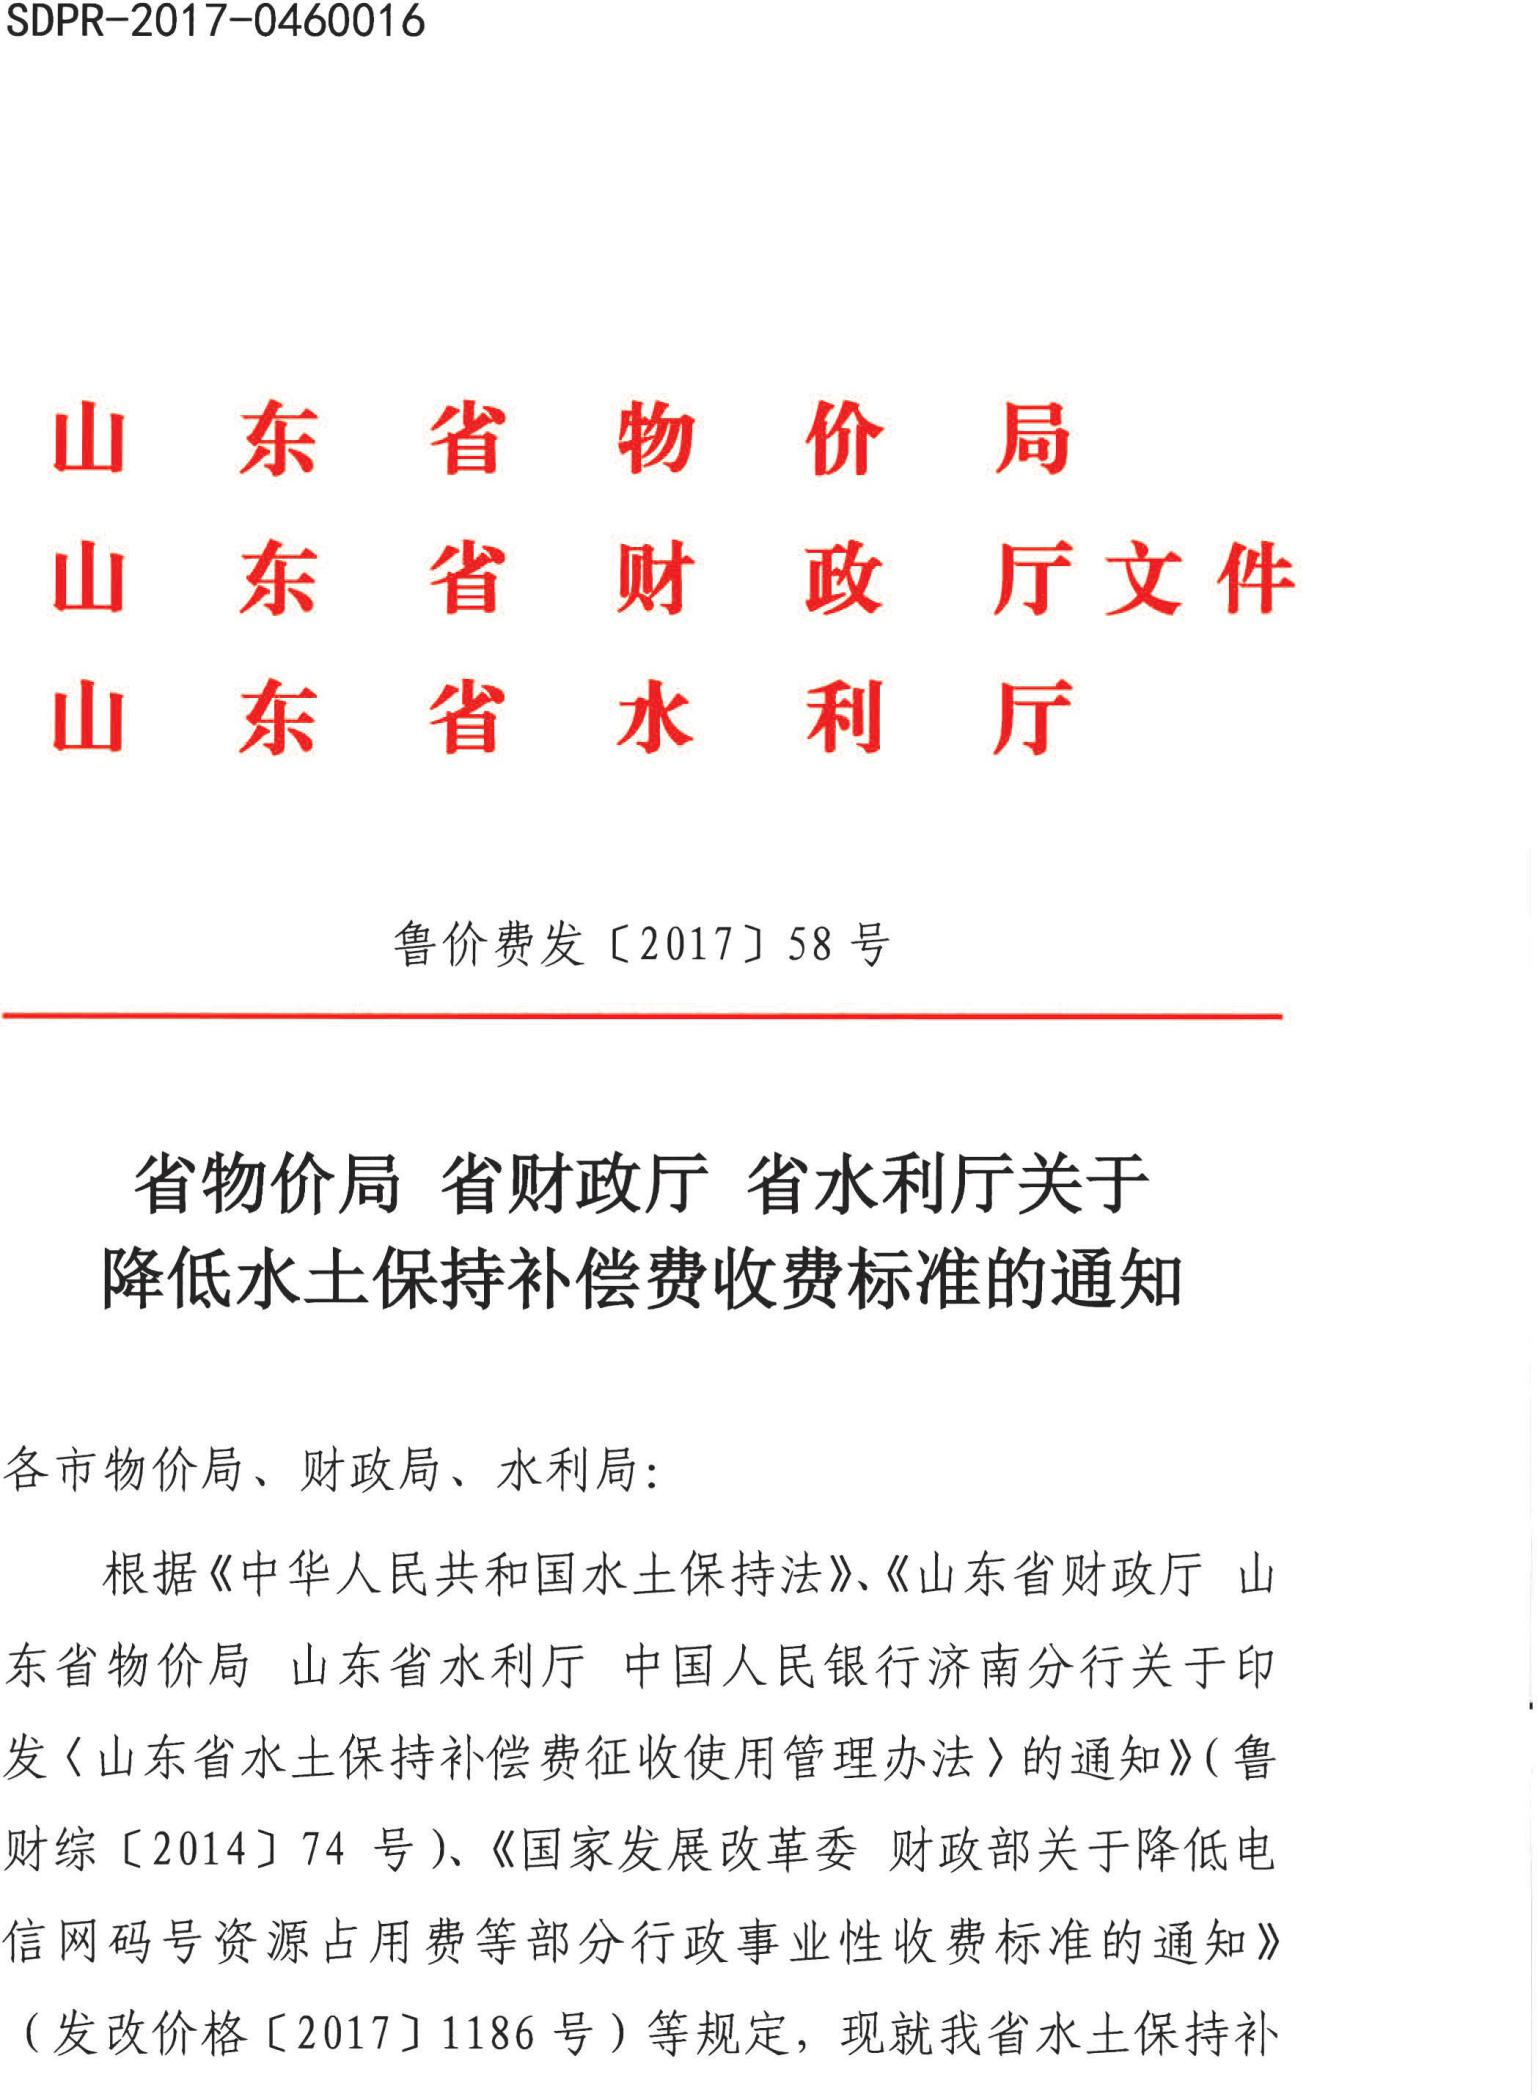 SDPR-2017-0460016
山东省物价局
山东省财政厅文件
山东省水利厅
鲁价费发〔2017〕58号
省物价局 省财政厅 省水利厅关于
降低水土保持补偿费收费标准的通知
各市物价局、财政局、水利局：
根据《中华人民共和国水土保持法》、《山东省财政厅 山
东省物价局 山东省水利厅 中国人民银行济南分行关于印
发〈山东省水土保持补偿费征收使用管理办法〉的通知》（鲁
财综〔2014〕74 号）、《国家发展改革委 财政部关于降低电
信网码号资源占用费等部分行政事业性收费标准的通知》
（发改价格〔2017〕1186 号）等规定，现就我省水土保持补